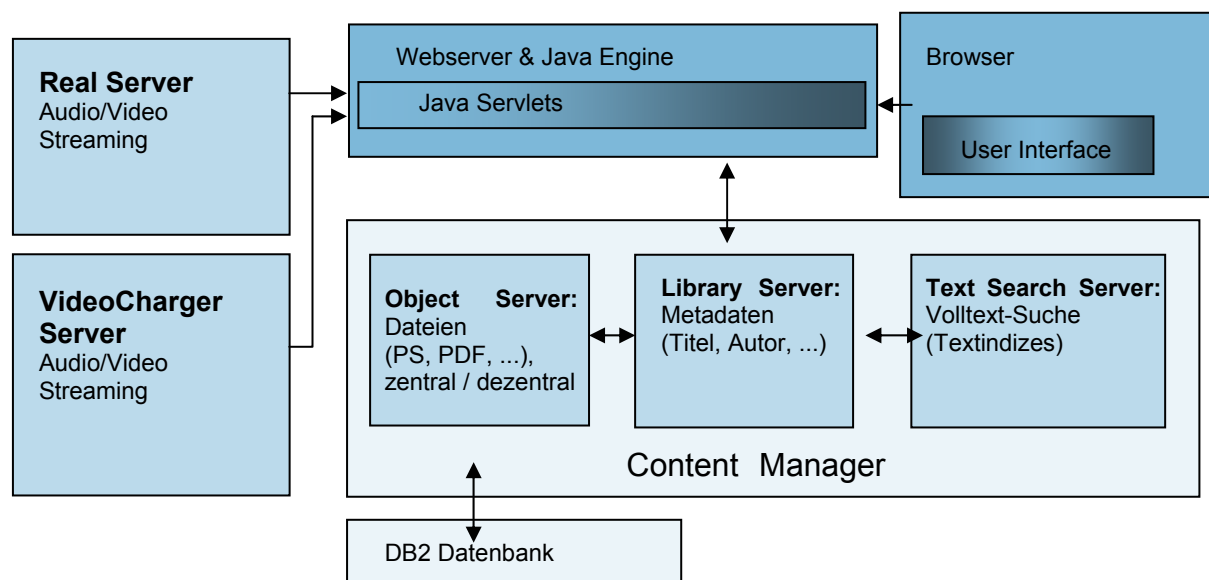 Real Server
Audio/Video
Streaming
VideoCharger
Server
Audio/Video
Streaming
Webserver & Java Engine
Java Servlets
Browser
User Interface
Object Server:
Dateien
(PS, PDF, ...),
zentral / dezentral
Library Server:
Metadaten
(Titel, Autor, ...)
Text Search Server:
Volltext-Suche
(Textindizes)
Content Manager
DB2 Datenbank